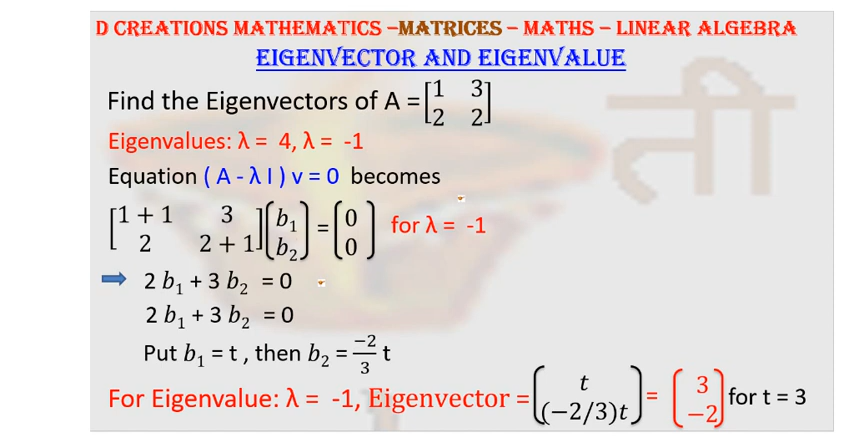 D CREATIONS MATHEMATICS –MATRICES – MATHS – LINEAR ALGEBRA
EIGENVECTOR AND EIGENVALUE
Find the Eigenvectors of A = [1 3
2 2]
Eigenvalues: λ = 4, λ = -1
Equation ( A - λ I ) v = 0 becomes
[1 + 1 3
2 2 + 1] (b₁
b₂) = (0
0) for λ = -1
⇒ 2 b₁ + 3 b₂ = 0
2 b₁ + 3 b₂ = 0
Put b₁ = t , then b₂ = −2/3 t
For Eigenvalue: λ = -1, Eigenvector = (t
(−2/3)t) = (3
−2) for t = 3
ती